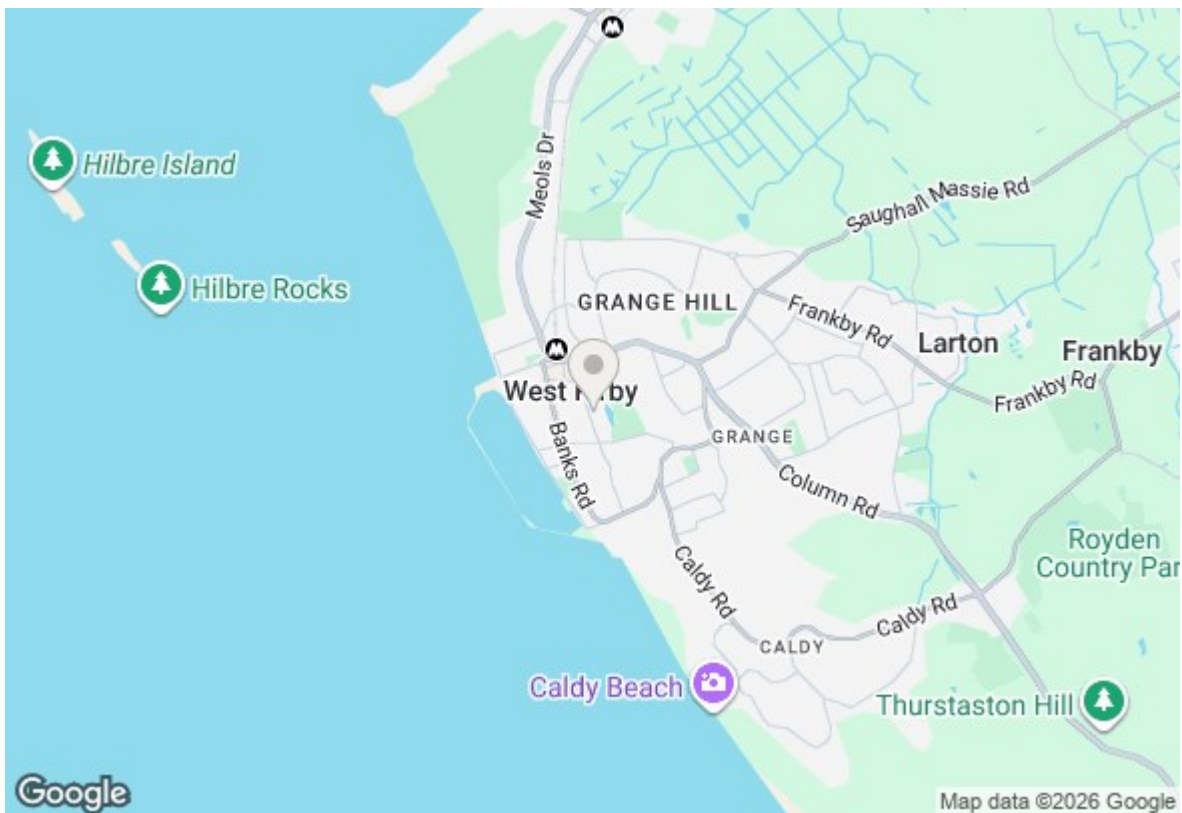 Meols Dr
Hilbre Island
Saughall Massie Rd
Hilbre Rocks
GRANGE HILL
Frankby Rd
Larton
Frankby
West Kirby
Frankby Rd
Banks Rd
GRANGE
Column Rd
Royden
Country Par
Caldy Rd
Caldy Rd
CALDY
Caldy Beach
Thurstaston Hill
Google
Map data ©2026 Google